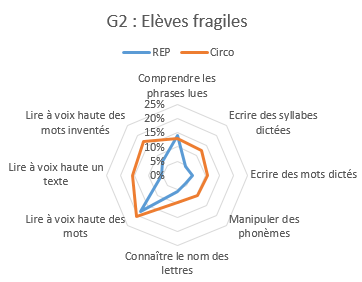 G2 : Elèves fragiles
REP
Circo
Comprendre les
phrases lues
25%
20%
15%
10%
5%
0%
Ecrire des syllabes
dictées
Ecrire des mots dictés
Manipuler des
phonèmes
Connaître le nom des
lettres
Lire à voix haute des
mots
Lire à voix haute un
texte
Lire à voix haute des
mots inventés